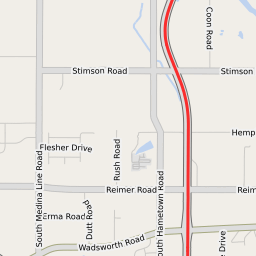 Coon Road
Stimson Road
Stimson
Hemp
Flesher Drive
Rush Road
South Medina Line Road
South Hametown Road
Reimer Road
Reim
Erma Road
Dutt Road
Wadsworth Road
e Drive